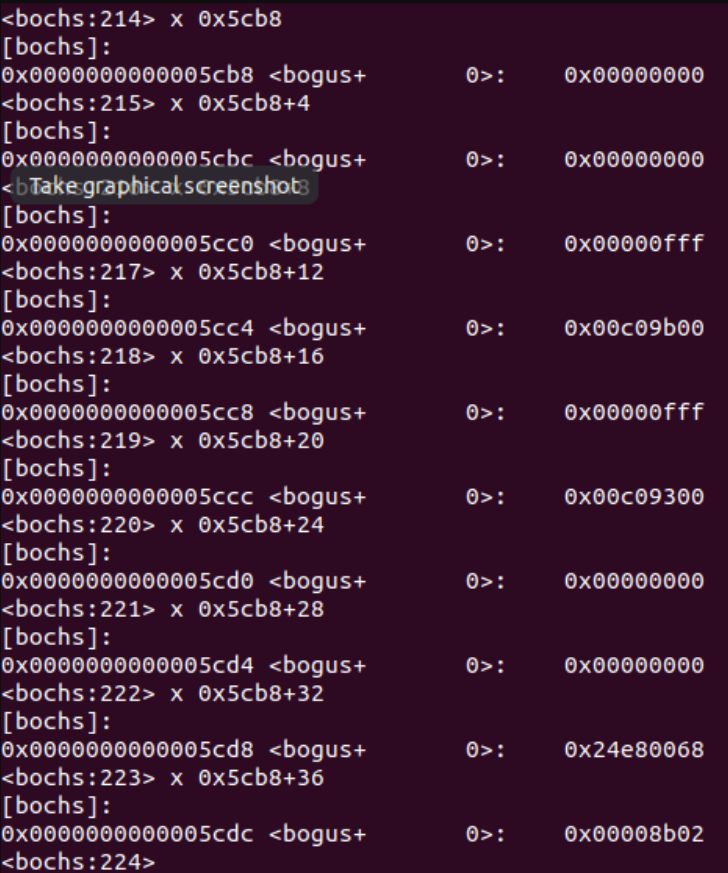 <bochs:214> x 0x5cb8
[bochs]:
0x0000000000005cb8 <bogus+       0>:    0x00000000
<bochs:215> x 0x5cb8+4
[bochs]:
0x0000000000005cbc <bogus+       0>:    0x00000000
Take graphical screenshot
[bochs]:
0x0000000000005cc0 <bogus+       0>:    0x00000fff
<bochs:217> x 0x5cb8+12
[bochs]:
0x0000000000005cc4 <bogus+       0>:    0x00c09b00
<bochs:218> x 0x5cb8+16
[bochs]:
0x0000000000005cc8 <bogus+       0>:    0x00000fff
<bochs:219> x 0x5cb8+20
[bochs]:
0x0000000000005ccc <bogus+       0>:    0x00c09300
<bochs:220> x 0x5cb8+24
[bochs]:
0x0000000000005cd0 <bogus+       0>:    0x00000000
<bochs:221> x 0x5cb8+28
[bochs]:
0x0000000000005cd4 <bogus+       0>:    0x00000000
<bochs:222> x 0x5cb8+32
[bochs]:
0x0000000000005cd8 <bogus+       0>:    0x24e80068
<bochs:223> x 0x5cb8+36
[bochs]:
0x0000000000005cdc <bogus+       0>:    0x00008b02
<bochs:224>